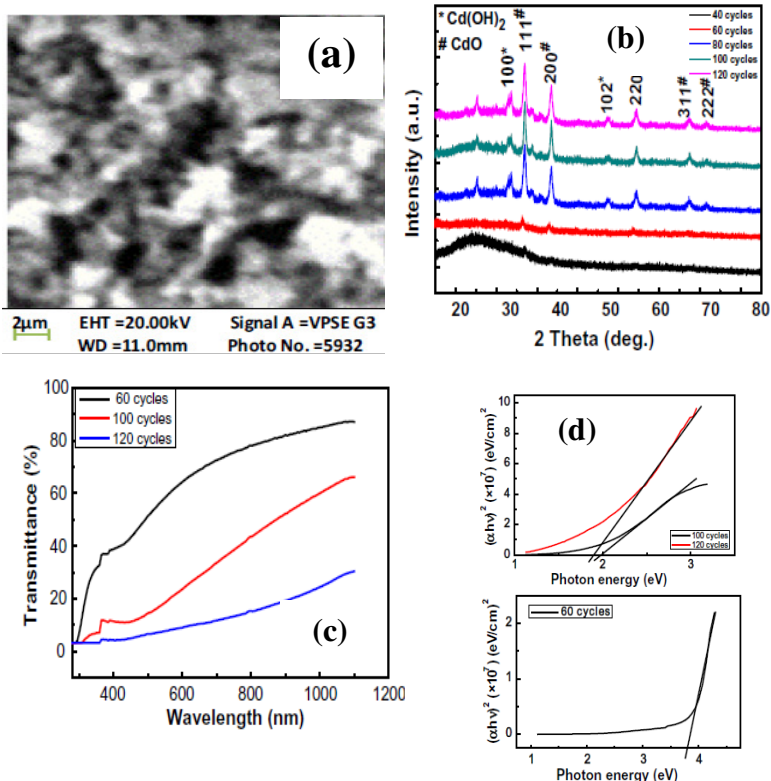 (a)
2µm EHT =20.00kV Signal A =VPSE G3
WD =11.0mm Photo No. =5932
(b)
* Cd(OH)2
# CdO
40 cycles
60 cycles
80 cycles
100 cycles
120 cycles
100*
111#
200#
102*
220
311#
222#
Intensity (a.u.)
20 30 40 50 60 70 80
2 Theta (deg.)
(c)
60 cycles
100 cycles
120 cycles
Transmittance (%)
100
80
60
40
20
0
400 600 800 1000 1200
Wavelength (nm)
(d)
(αhν)² (×10⁷) (eV/cm)²
10
8
6
4
2
0
100 cycles
120 cycles
1 2 3
Photon energy (eV)
60 cycles
(αhν)² (×10⁷) (eV/cm)²
2
1
0
1 2 3 4
Photon energy (eV)